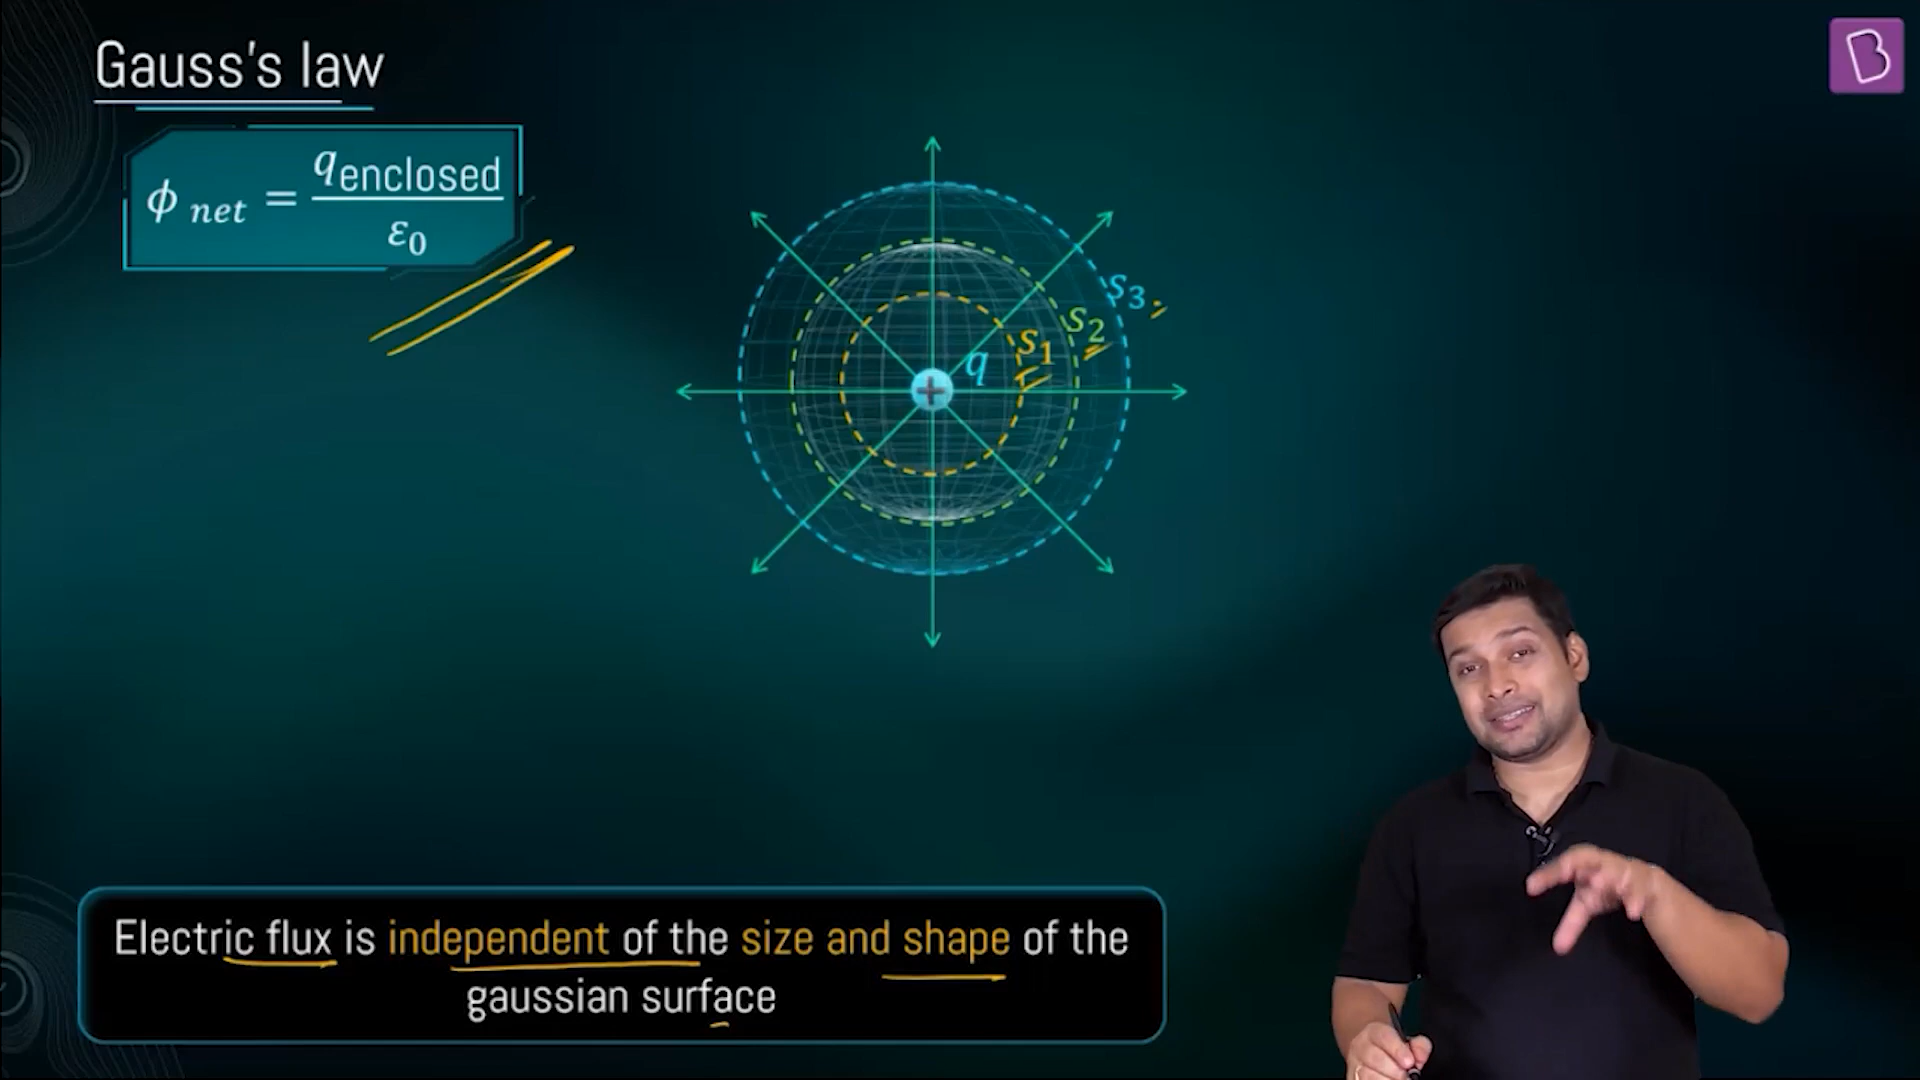 Gauss's law
ϕ net = q enclosed / ε0
S3
S2
S1
q
Electric flux is independent of the size and shape of the
gaussian surface